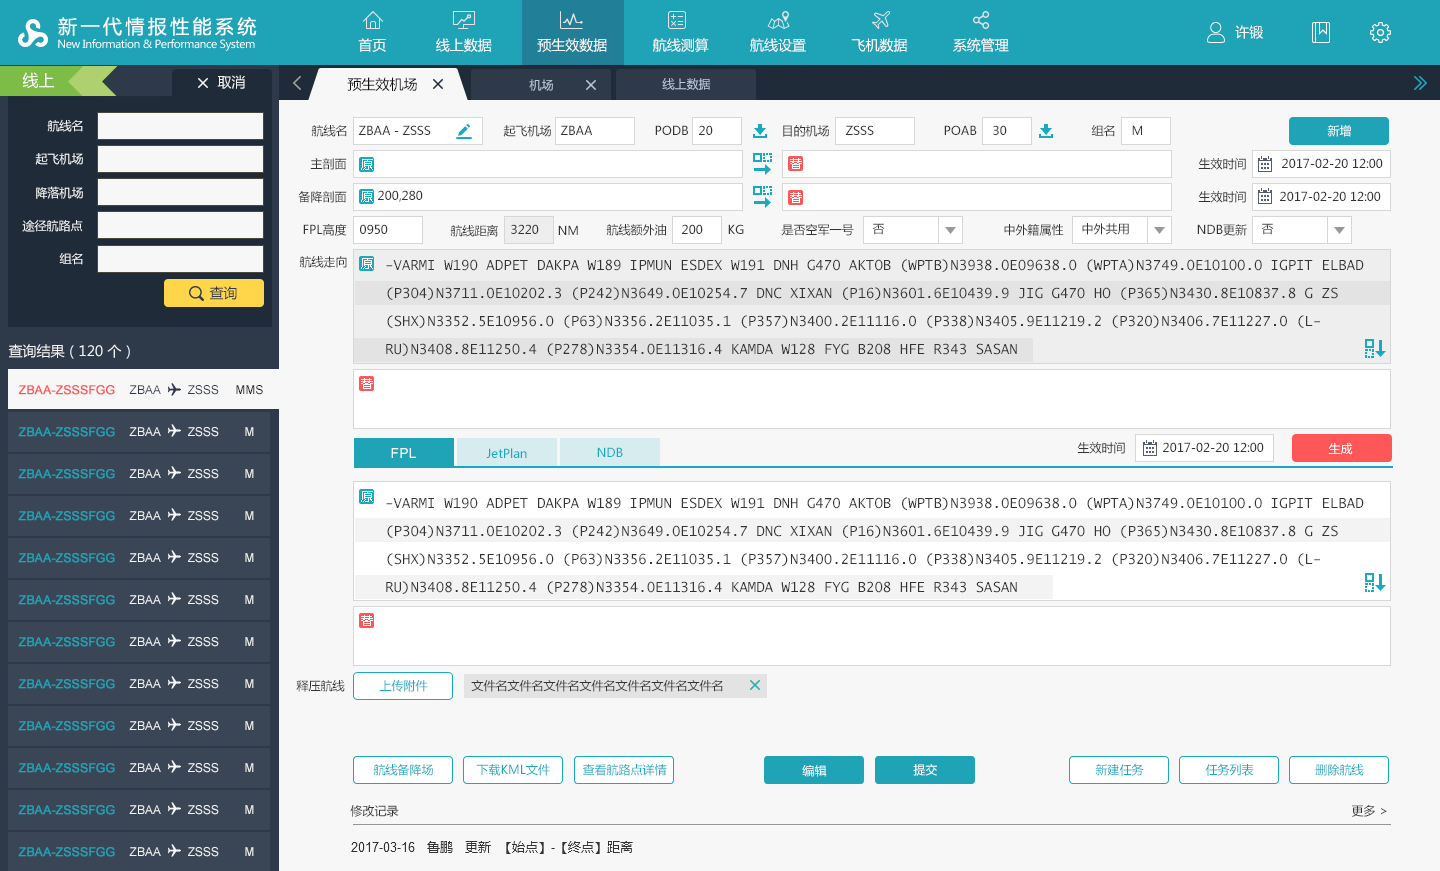 新一代情报性能系统
New Information & Performance System
首页 线上数据 预生效数据 航线测算 航线设置 飞机数据 系统管理
许锻
线上 取消
预生效机场 机场 线上数据
航线名
起飞机场
降落机场
途径航路点
组名
查询
查询结果（120 个）
ZBAA-ZSSSFGG ZBAA ZSSS MMS
ZBAA-ZSSSFGG ZBAA ZSSS M
ZBAA-ZSSSFGG ZBAA ZSSS M
ZBAA-ZSSSFGG ZBAA ZSSS M
ZBAA-ZSSSFGG ZBAA ZSSS M
ZBAA-ZSSSFGG ZBAA ZSSS M
ZBAA-ZSSSFGG ZBAA ZSSS M
ZBAA-ZSSSFGG ZBAA ZSSS M
ZBAA-ZSSSFGG ZBAA ZSSS M
ZBAA-ZSSSFGG ZBAA ZSSS M
ZBAA-ZSSSFGG ZBAA ZSSS M
ZBAA-ZSSSFGG ZBAA ZSSS M
航线名 ZBAA - ZSSS 起飞机场 ZBAA PODB 20 目的机场 ZSSS POAB 30 组名 M 新增
主剖面 原 替 生效时间 2017-02-20 12:00
备降剖面 原 200,280 替 生效时间 2017-02-20 12:00
FPL高度 0950 航线距离 3220 NM 航线额外油 200 KG 是否空军一号 否 中外籍属性 中外共用 NDB更新 否
航线走向 原 -VARMI W190 ADPET DAKPA W189 IPMUN ESDEX W191 DNH G470 AKTOB (WPTB)N3938.0E09638.0 (WPTA)N3749.0E10100.0 IGPIT ELBAD
(P304)N3711.0E10202.3 (P242)N3649.0E10254.7 DNC XIXAN (P16)N3601.6E10439.9 JIG G470 HO (P365)N3430.8E10837.8 G ZS
(SHX)N3352.5E10956.0 (P63)N3356.2E11035.1 (P357)N3400.2E11116.0 (P338)N3405.9E11219.2 (P320)N3406.7E11227.0 (L-
RU)N3408.8E11250.4 (P278)N3354.0E11316.4 KAMDA W128 FYG B208 HFE R343 SASAN
替
FPL JetPlan NDB 生效时间 2017-02-20 12:00 生成
原 -VARMI W190 ADPET DAKPA W189 IPMUN ESDEX W191 DNH G470 AKTOB (WPTB)N3938.0E09638.0 (WPTA)N3749.0E10100.0 IGPIT ELBAD
(P304)N3711.0E10202.3 (P242)N3649.0E10254.7 DNC XIXAN (P16)N3601.6E10439.9 JIG G470 HO (P365)N3430.8E10837.8 G ZS
(SHX)N3352.5E10956.0 (P63)N3356.2E11035.1 (P357)N3400.2E11116.0 (P338)N3405.9E11219.2 (P320)N3406.7E11227.0 (L-
RU)N3408.8E11250.4 (P278)N3354.0E11316.4 KAMDA W128 FYG B208 HFE R343 SASAN
替
释压航线 上传附件 文件名文件名文件名文件名文件名文件名文件名
航线备降场 下载KML文件 查看航路点详情 编辑 提交 新建任务 任务列表 删除航线
修改记录 更多 >
2017-03-16 鲁鹏 更新 【始点】-【终点】距离